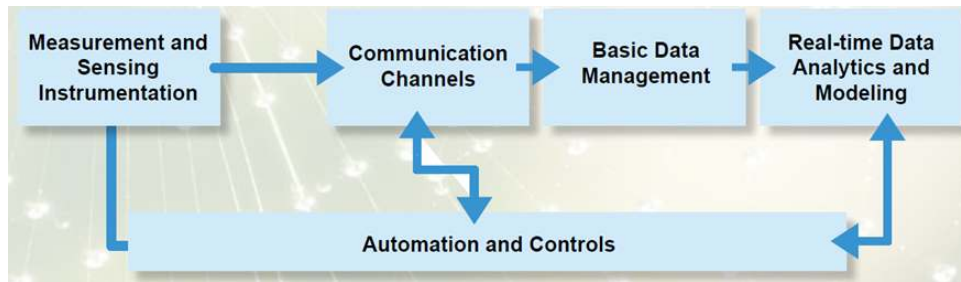 Measurement and
Sensing
Instrumentation
Communication
Channels
Basic Data
Management
Real-time Data
Analytics and
Modeling
Automation and Controls